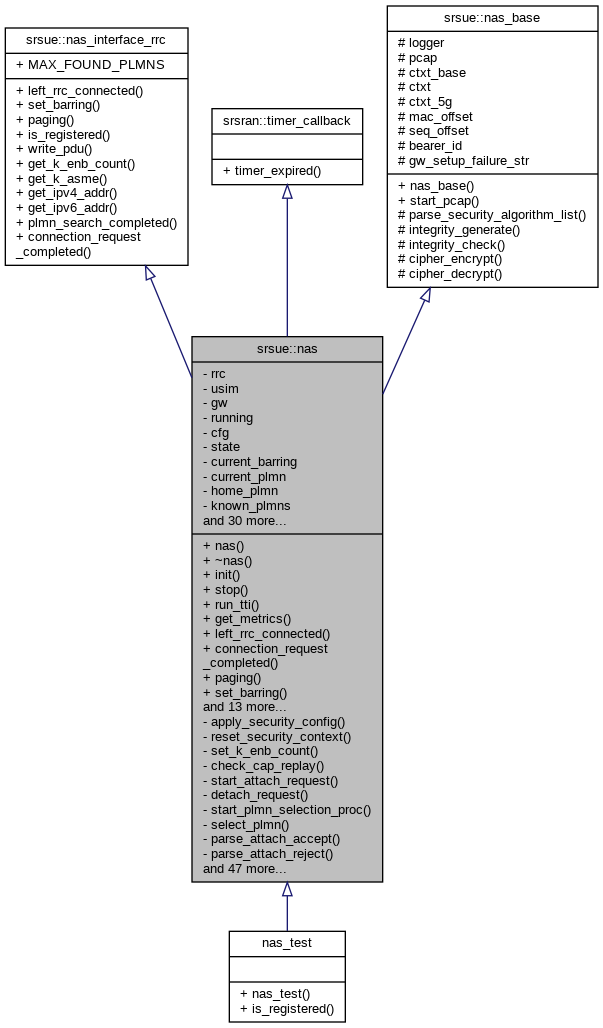 srsue::nas_interface_rrc
+ MAX_FOUND_PLMNS
+ left_rrc_connected()
+ set_barring()
+ paging()
+ is_registered()
+ write_pdu()
+ get_k_enb_count()
+ get_k_asme()
+ get_ipv4_addr()
+ get_ipv6_addr()
+ plmn_search_completed()
+ connection_request
_completed()
srsran::timer_callback
+ timer_expired()
srsue::nas_base
# logger
# pcap
# ctxt_base
# ctxt
# ctxt_5g
# mac_offset
# seq_offset
# bearer_id
# gw_setup_failure_str
+ nas_base()
+ start_pcap()
# parse_security_algorithm_list()
# integrity_generate()
# integrity_check()
# cipher_encrypt()
# cipher_decrypt()
srsue::nas
- rrc
- usim
- gw
- running
- cfg
- state
- current_barring
- current_plmn
- home_plmn
- known_plmns
and 30 more...
+ nas()
+ ~nas()
+ init()
+ stop()
+ run_tti()
+ get_metrics()
+ left_rrc_connected()
+ connection_request
_completed()
+ paging()
+ set_barring()
and 13 more...
- apply_security_config()
- reset_security_context()
- set_k_enb_count()
- check_cap_replay()
- start_attach_request()
- detach_request()
- start_plmn_selection_proc()
- select_plmn()
- parse_attach_accept()
- parse_attach_reject()
and 47 more...
nas_test
+ nas_test()
+ is_registered()